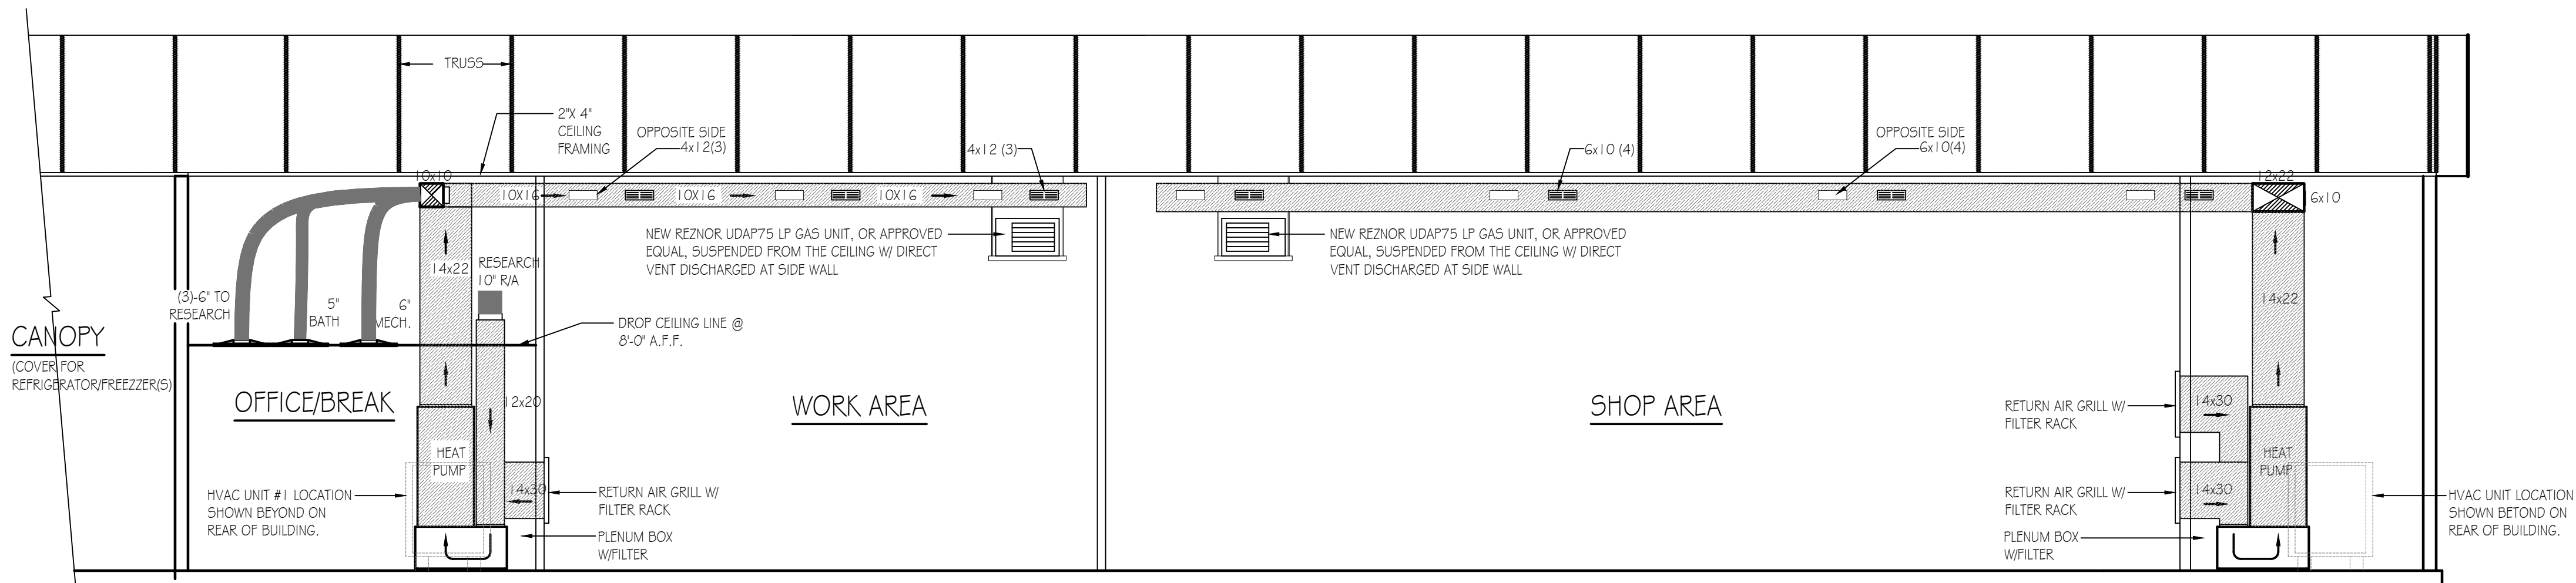 TRUSS
2"X 4"
CEILING
FRAMING
OPPOSITE SIDE
4x12(3)
4x12 (3)
6x10 (4)
OPPOSITE SIDE
6x10(4)
10x10
10X16
10X16
10X16
12x22
6x10
NEW REZNOR UDAP75 LP GAS UNIT, OR APPROVED
EQUAL, SUSPENDED FROM THE CEILING W/ DIRECT
VENT DISCHARGED AT SIDE WALL
NEW REZNOR UDAP75 LP GAS UNIT, OR APPROVED
EQUAL, SUSPENDED FROM THE CEILING W/ DIRECT
VENT DISCHARGED AT SIDE WALL
14x22
RESEARCH
10" R/A
14x22
(3)-6" TO
RESEARCH
5"
BATH
6"
MECH.
DROP CEILING LINE @
8'-0" A.F.F.
CANOPY
(COVER FOR
REFRIGERATOR/FREEZZER(S)
OFFICE/BREAK
12x20
WORK AREA
SHOP AREA
RETURN AIR GRILL W/
FILTER RACK
14x30
HEAT
PUMP
HEAT
PUMP
HVAC UNIT #1 LOCATION
SHOWN BEYOND ON
REAR OF BUILDING.
14x30
RETURN AIR GRILL W/
FILTER RACK
PLENUM BOX
W/FILTER
RETURN AIR GRILL W/
FILTER RACK
14x30
PLENUM BOX
W/FILTER
HVAC UNIT LOCATION
SHOWN BETOND ON
REAR OF BUILDING.